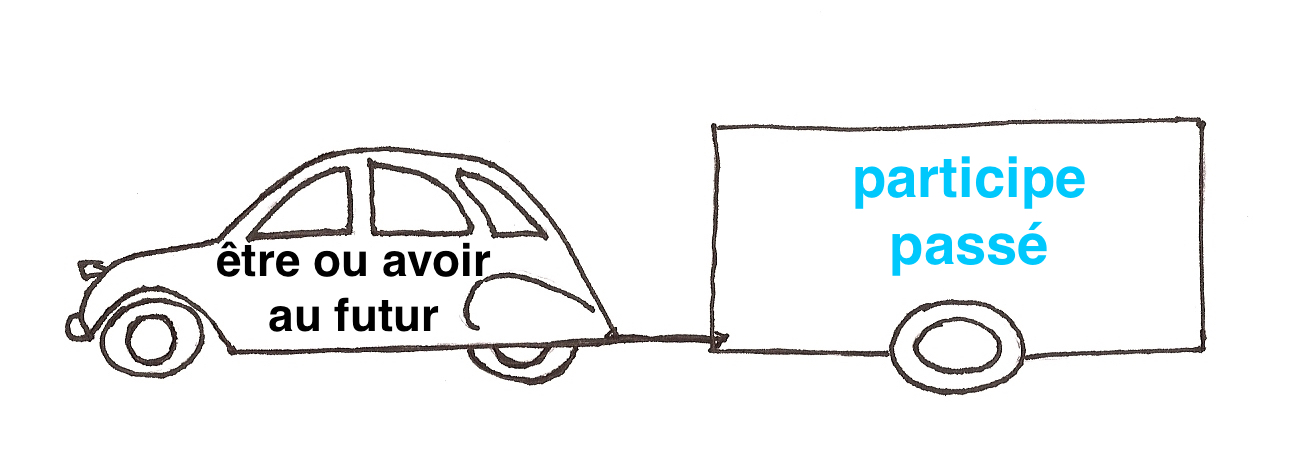 être ou avoir
au futur
participe
passé